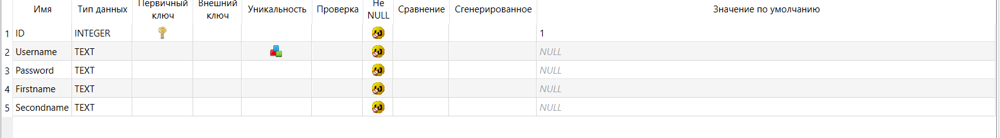 Имя Тип данных Первичный ключ Внешний ключ Уникальность Проверка Не NULL Сравнение Сгенерированное Значение по умолчанию
1 ID INTEGER 1
2 Username TEXT NULL
3 Password TEXT NULL
4 Firstname TEXT NULL
5 Secondname TEXT NULL